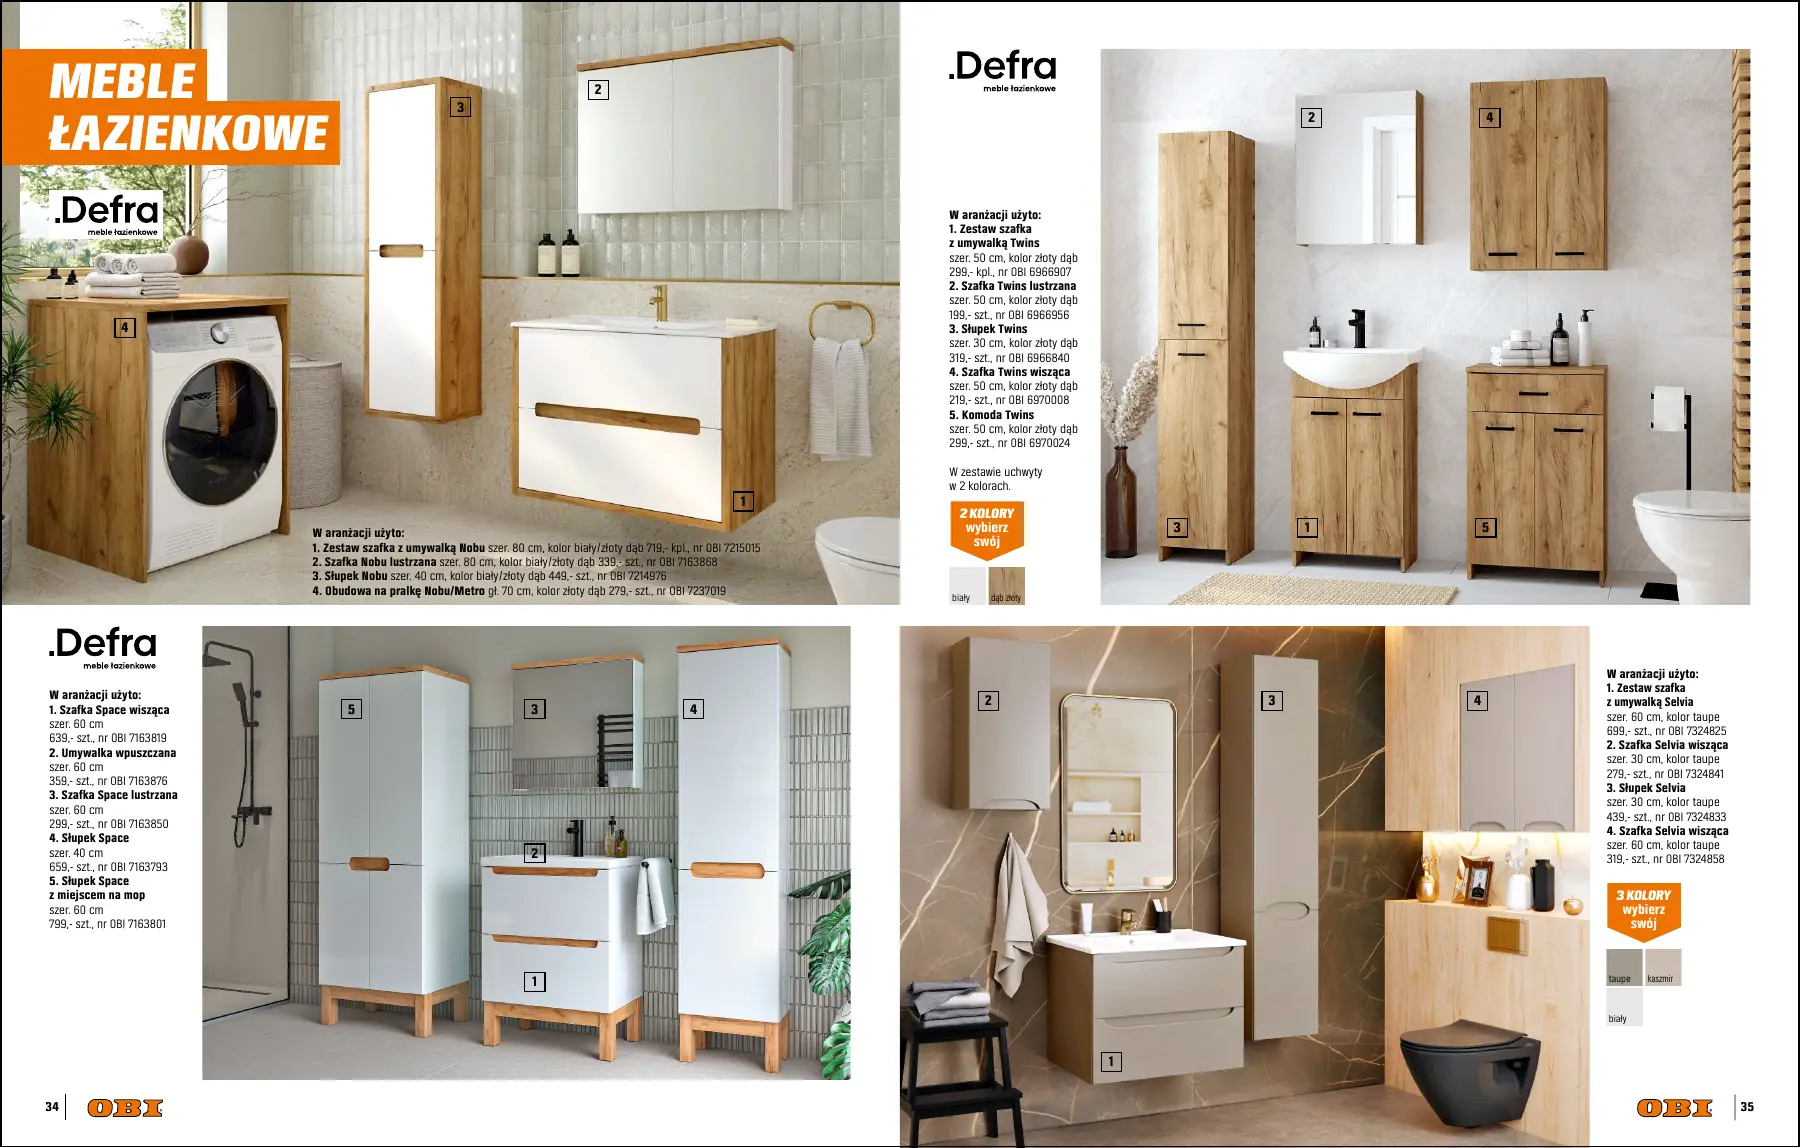 MEBLE
ŁAZIENKOWE
.Defra
meble łazienkowe
3
2
4
1
W aranżacji użyto:
1. Zestaw szafka z umywalką Nobu szer. 80 cm, kolor biały/złoty dąb 719,- kpl., nr OBI 7215015
2. Szafka Nobu lustrzana szer. 80 cm, kolor biały/złoty dąb 339,- szt., nr OBI 7163868
3. Słupek Nobu szer. 40 cm, kolor biały/złoty dąb 449,- szt., nr OBI 7214976
4. Obudowa na pralkę Nobu/Metro gł. 70 cm, kolor złoty dąb 279,- szt., nr OBI 7237019
.Defra
meble łazienkowe
W aranżacji użyto:
1. Zestaw szafka
z umywalką Twins
szer. 50 cm, kolor złoty dąb
299,- kpl., nr OBI 6966907
2. Szafka Twins lustrzana
szer. 50 cm, kolor złoty dąb
199,- szt., nr OBI 6966956
3. Słupek Twins
szer. 30 cm, kolor złoty dąb
319,- szt., nr OBI 6966840
4. Szafka Twins wisząca
szer. 50 cm, kolor złoty dąb
219,- szt., nr OBI 6970008
5. Komoda Twins
szer. 50 cm, kolor złoty dąb
299,- szt., nr OBI 6970024
W zestawie uchwyty
w 2 kolorach.
2 KOLORY
wybierz
swój
biały
dąb złoty
2
4
3
1
5
.Defra
meble łazienkowe
W aranżacji użyto:
1. Szafka Space wisząca
szer. 60 cm
639,- szt., nr OBI 7163819
2. Umywalka wpuszczana
szer. 60 cm
359,- szt., nr OBI 7163876
3. Szafka Space lustrzana
szer. 60 cm
299,- szt., nr OBI 7163850
4. Słupek Space
szer. 40 cm
659,- szt., nr OBI 7163793
5. Słupek Space
z miejscem na mop
szer. 60 cm
799,- szt., nr OBI 7163801
5
3
4
2
1
2
3
4
1
W aranżacji użyto:
1. Zestaw szafka
z umywalką Selvia
szer. 60 cm, kolor taupe
699,- szt., nr OBI 7324825
2. Szafka Selvia wisząca
szer. 30 cm, kolor taupe
279,- szt., nr OBI 7324841
3. Słupek Selvia
szer. 30 cm, kolor taupe
439,- szt., nr OBI 7324833
4. Szafka Selvia wisząca
szer. 60 cm, kolor taupe
319,- szt., nr OBI 7324858
3 KOLORY
wybierz
swój
taupe
kaszmir
biały
34
OBI
OBI
35